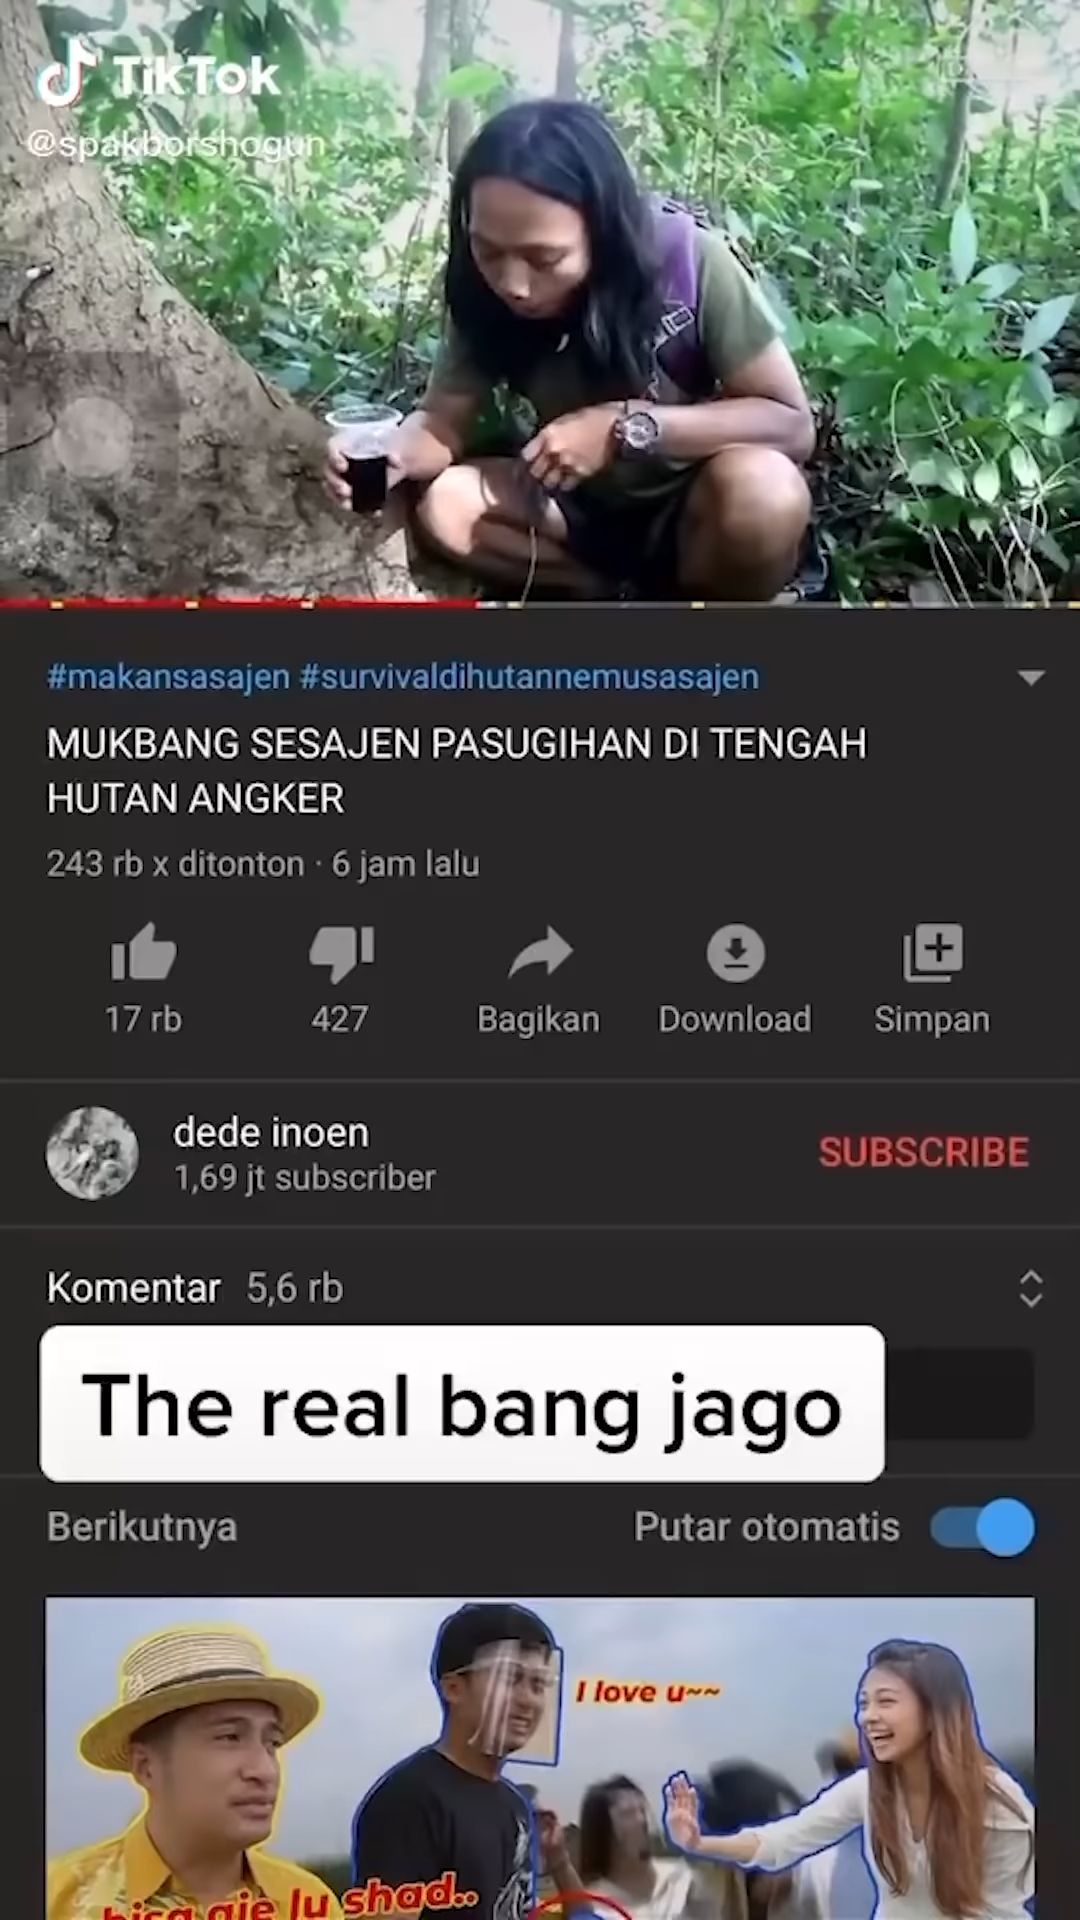 TikTok
@spakborshogun
#makansasajen #survivaldihutannemusasajen
MUKBANG SESAJEN PASUGIHAN DI TENGAH
HUTAN ANGKER
243 rb x ditonton · 6 jam lalu
17 rb
427
Bagikan
Download
Simpan
dede inoen
1,69 jt subscriber
SUBSCRIBE
Komentar 5,6 rb
The real bang jago
Berikutnya
Putar otomatis
I love u~~
bisa aje lu shad..